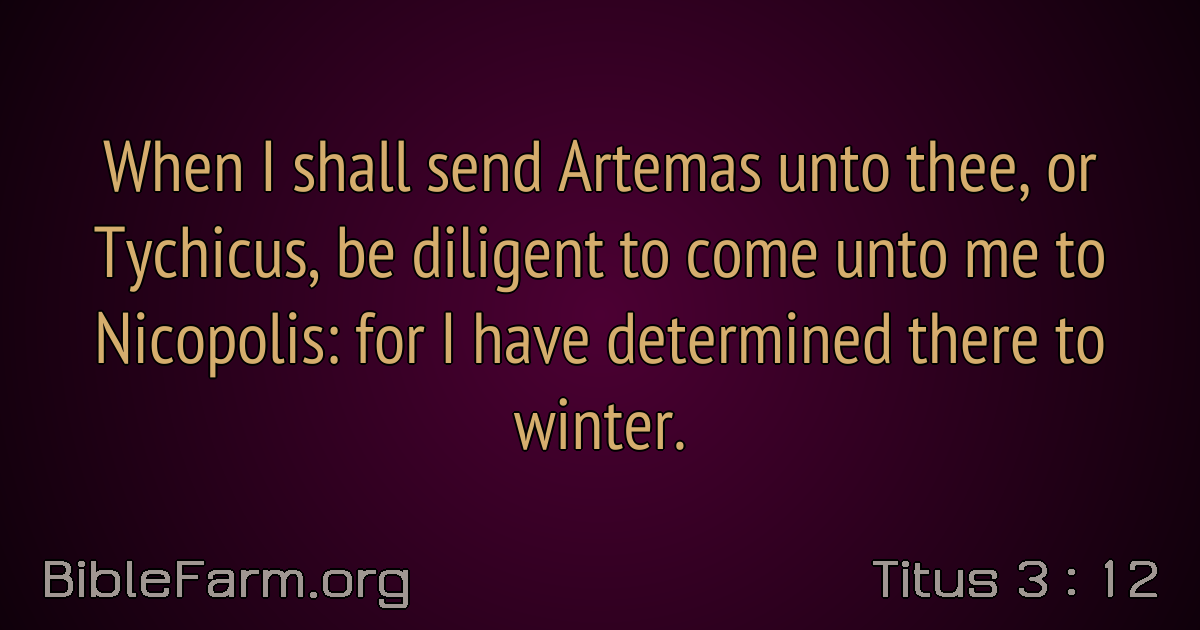 When I shall send Artemas unto thee, or
Tychicus, be diligent to come unto me to
Nicopolis: for I have determined there to
winter.
BibleFarm.org
Titus 3 : 12